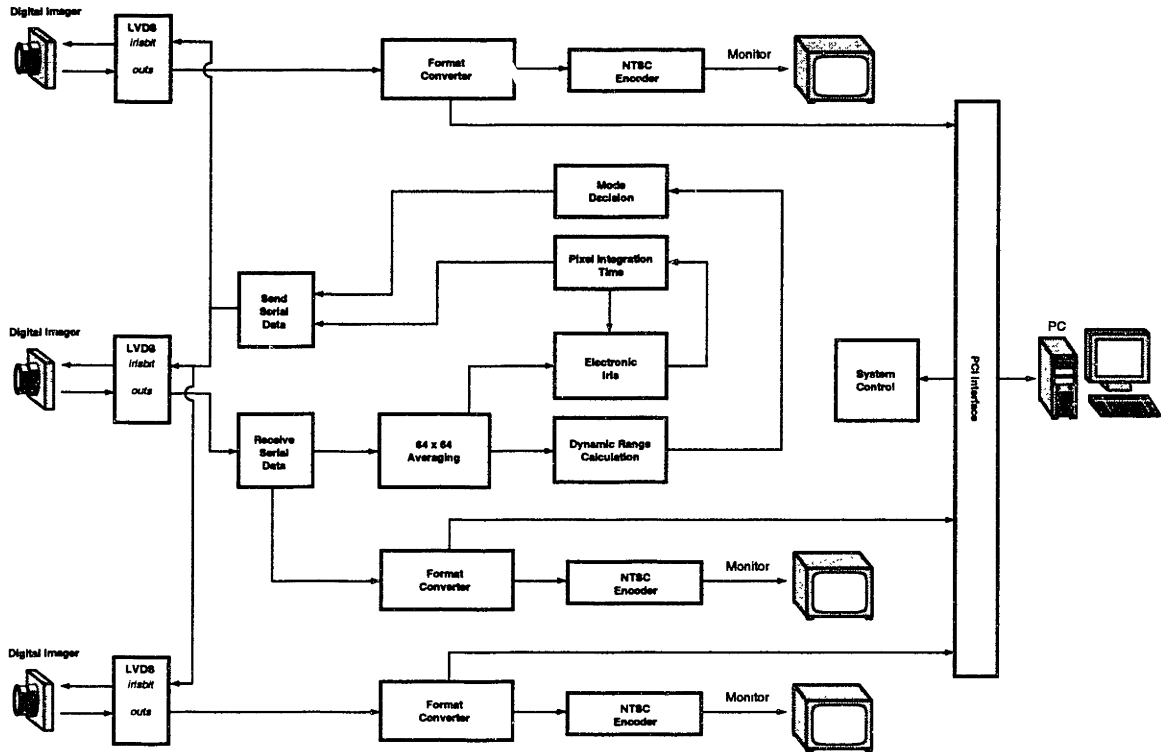 Digital Imager
LVDS
irisbit
outs
Format
Converter
NTSC
Encoder
Monitor
Mode
Decision
Pixel Integration
Time
Send
Serial
Data
Digital Imager
LVDS
irisbit
outs
Electronic
Iris
System
Control
PCI Interface
PC
Receive
Serial
Data
64 x 64
Averaging
Dynamic Range
Calculation
Format
Converter
NTSC
Encoder
Monitor
Digital Imager
LVDS
irisbit
outs
Format
Converter
NTSC
Encoder
Monitor